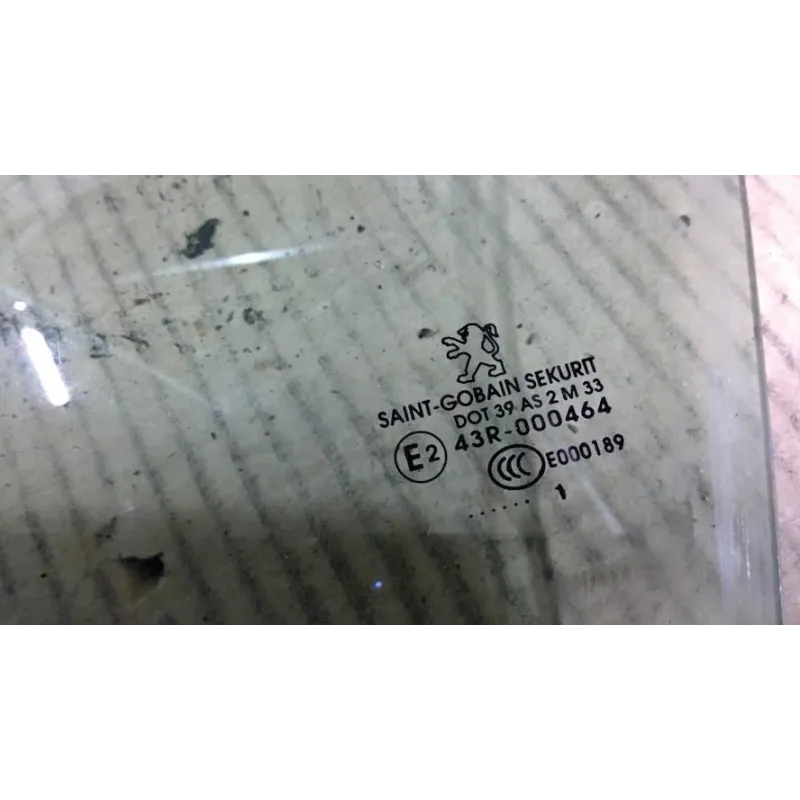 SAINT-GOBAIN SEKURIT
DOT 39 AS 2 M 33
E2 43R-000464
CCC E000189
...... 1